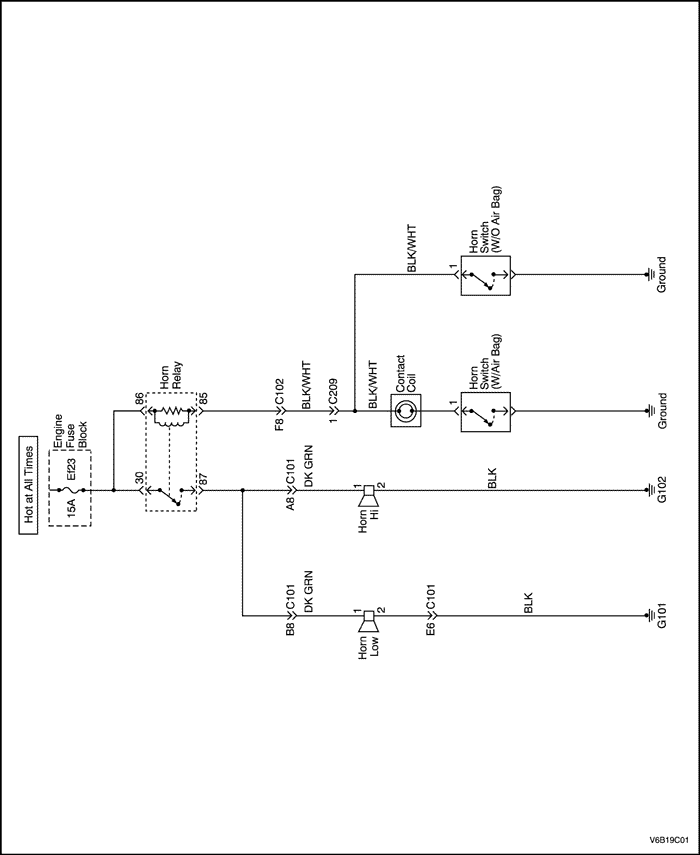 Hot at All Times
Engine
Fuse
Block
Ef23
15A
30
86
Horn
Relay
87
85
B8
C101
DK GRN
A8
C101
DK GRN
F8
C102
BLK/WHT
1
C209
BLK/WHT
BLK/WHT
Horn
Low
1
2
Horn
Hi
1
2
Contact
Coil
E6
C101
1
Horn
Switch
(W/Air Bag)
1
Horn
Switch
(W/O Air Bag)
BLK
BLK
G101
G102
Ground
Ground
V6B19C01